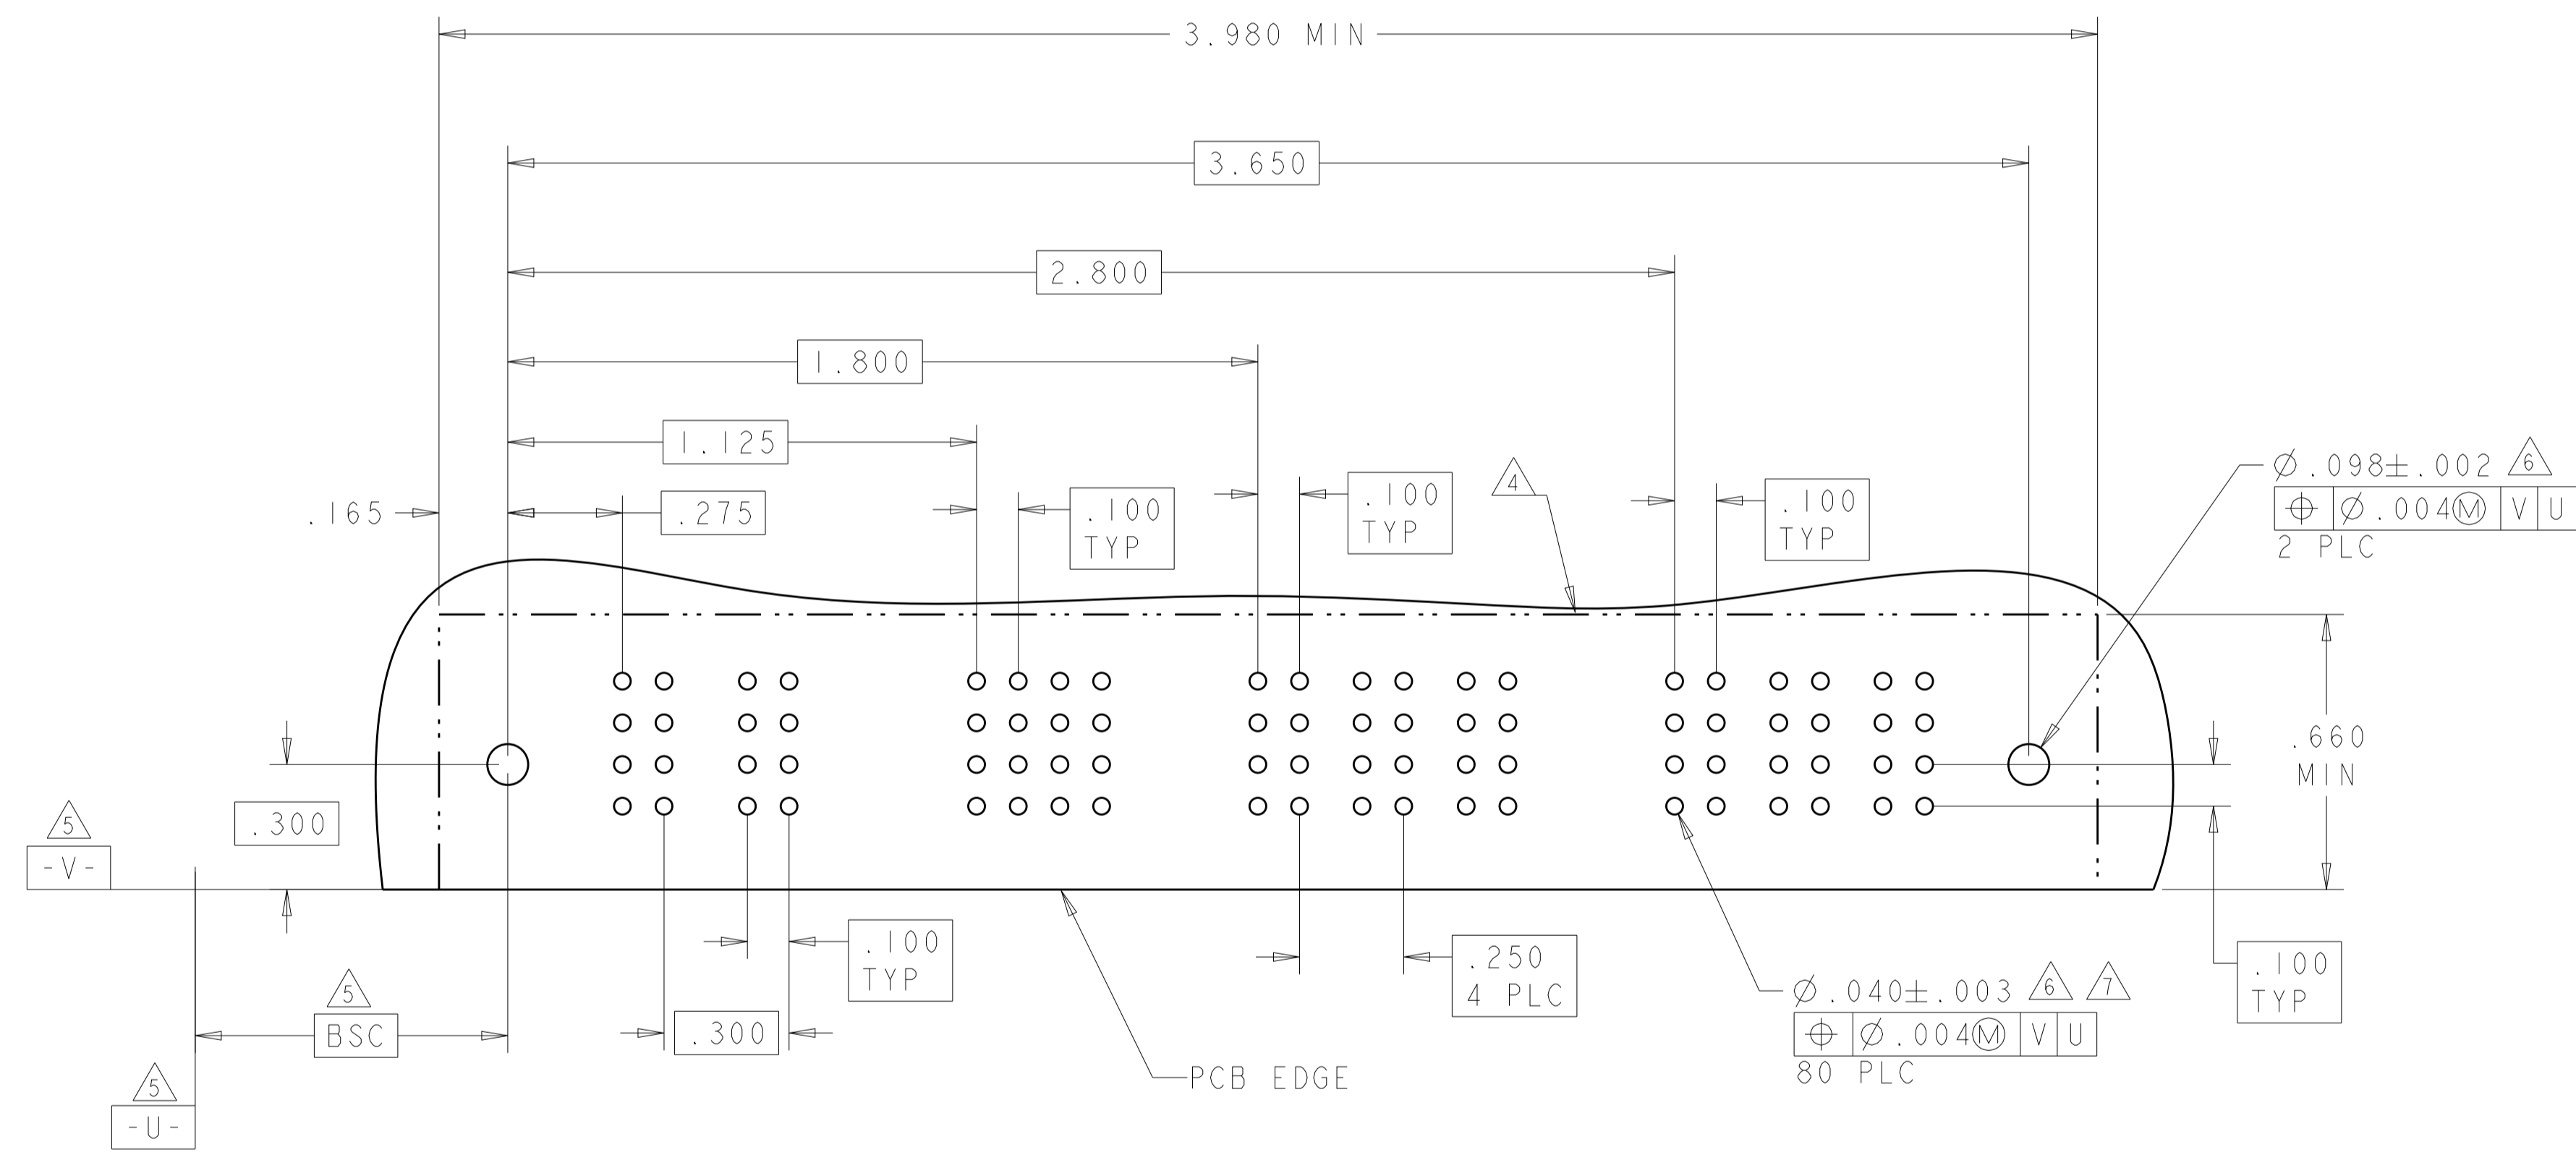 3.980 MIN
3.650
2.800
1.800
1.125
.165
.275
.100
TYP
.100
TYP
4
.100
TYP
⌀.098±.002 6
⌖ ⌀.004Ⓜ V U
2 PLC
.660
MIN
.300
5
-V-
.100
TYP
.250
4 PLC
.100
TYP
5
BSC
.300
⌀.040±.003 6 7
⌖ ⌀.004Ⓜ V U
80 PLC
PCB EDGE
5
-U-